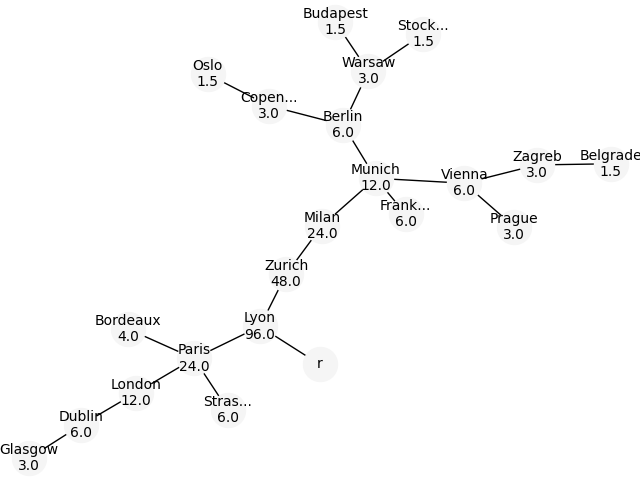 Budapest
1.5
Stock...
1.5
Oslo
1.5
Warsaw
3.0
Copen...
3.0
Berlin
6.0
Munich
12.0
Vienna
6.0
Zagreb
3.0
Belgrade
1.5
Frank...
6.0
Prague
3.0
Milan
24.0
Zurich
48.0
Lyon
96.0
Bordeaux
4.0
Paris
24.0
r
London
12.0
Stras...
6.0
Dublin
6.0
Glasgow
3.0